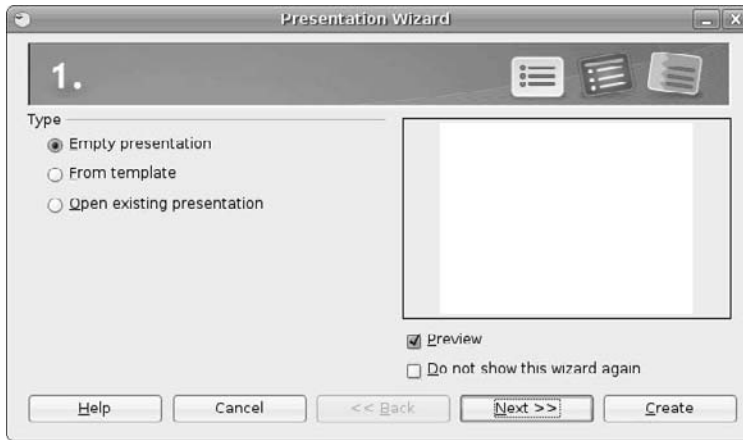 Presentation Wizard
1.
Type
Empty presentation
From template
Open existing presentation
Preview
Do not show this wizard again
Help
Cancel
<< Back
Next >>
Create